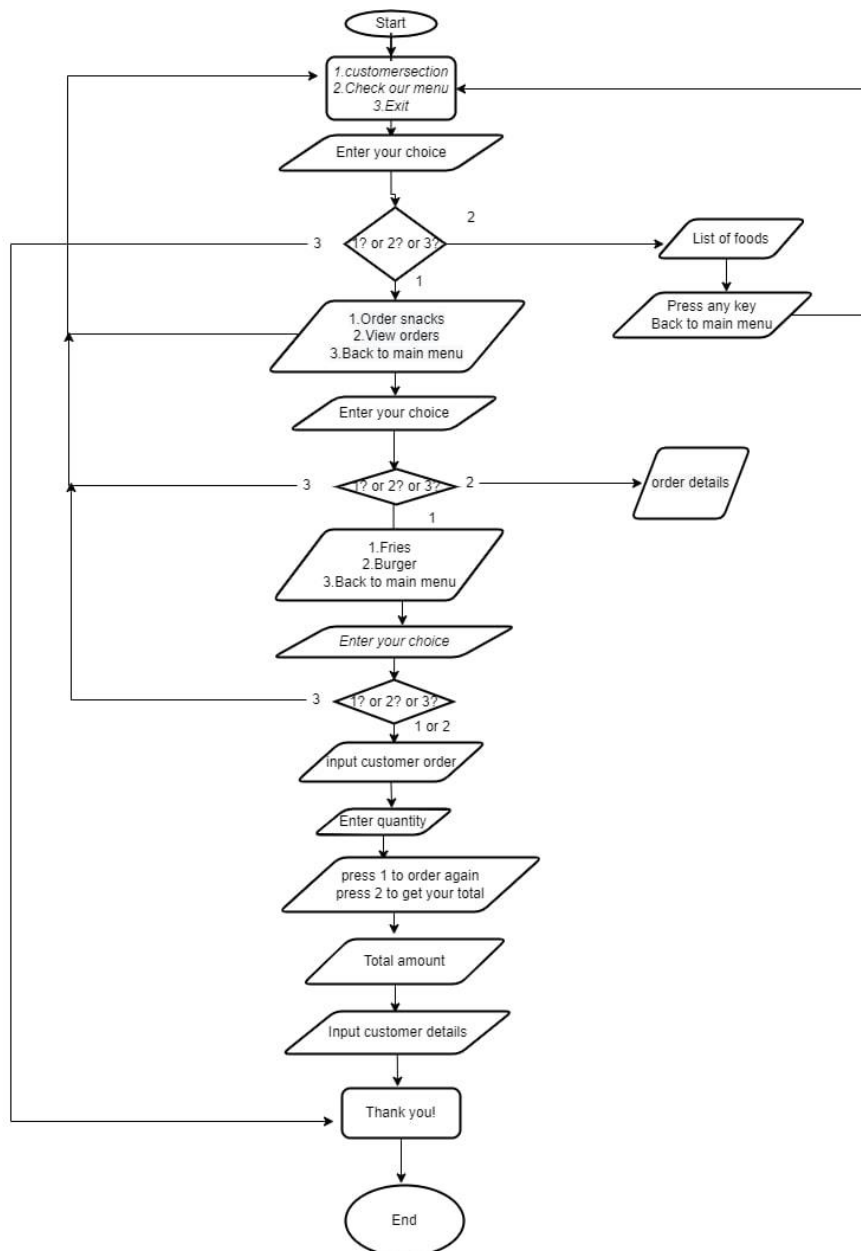 Start
1.customersection
2.Check our menu
3.Exit
Enter your choice
2
3
1? or 2? or 3?
List of foods
1
Press any key
Back to main menu
1.Order snacks
2.View orders
3.Back to main menu
Enter your choice
3
1? or 2? or 3?
2
order details
1
1.Fries
2.Burger
3.Back to main menu
Enter your choice
3
1? or 2? or 3?
1 or 2
input customer order
Enter quantity
press 1 to order again
press 2 to get your total
Total amount
Input customer details
Thank you!
End